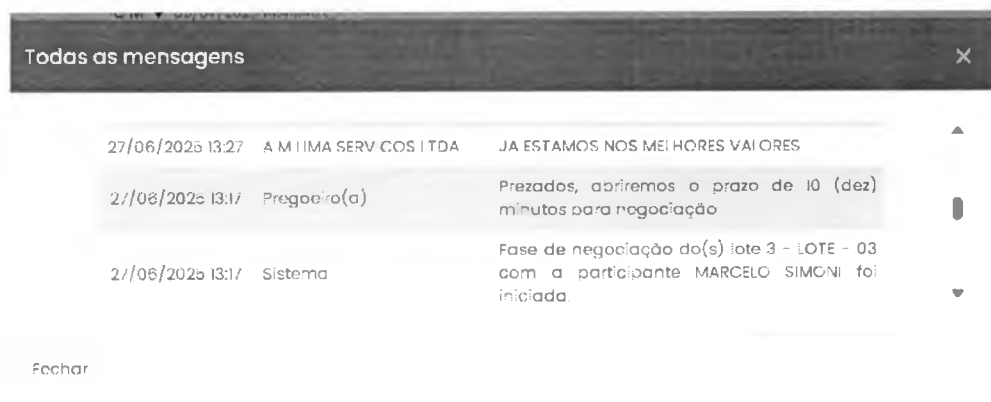 Todas as mensagens
27/06/2025 13:27 A M LIMA SERVICOS LTDA JA ESTAMOS NOS MELHORES VALORES
27/06/2025 13:17 Pregoeiro(a) Prezados, abriremos o prazo de 10 (dez)
minutos para negociação
27/06/2025 13:17 Sistema Fase de negociação do(s) lote 3 - LOTE - 03
com a participante MARCELO SIMONI foi
iniciada.
Fechar